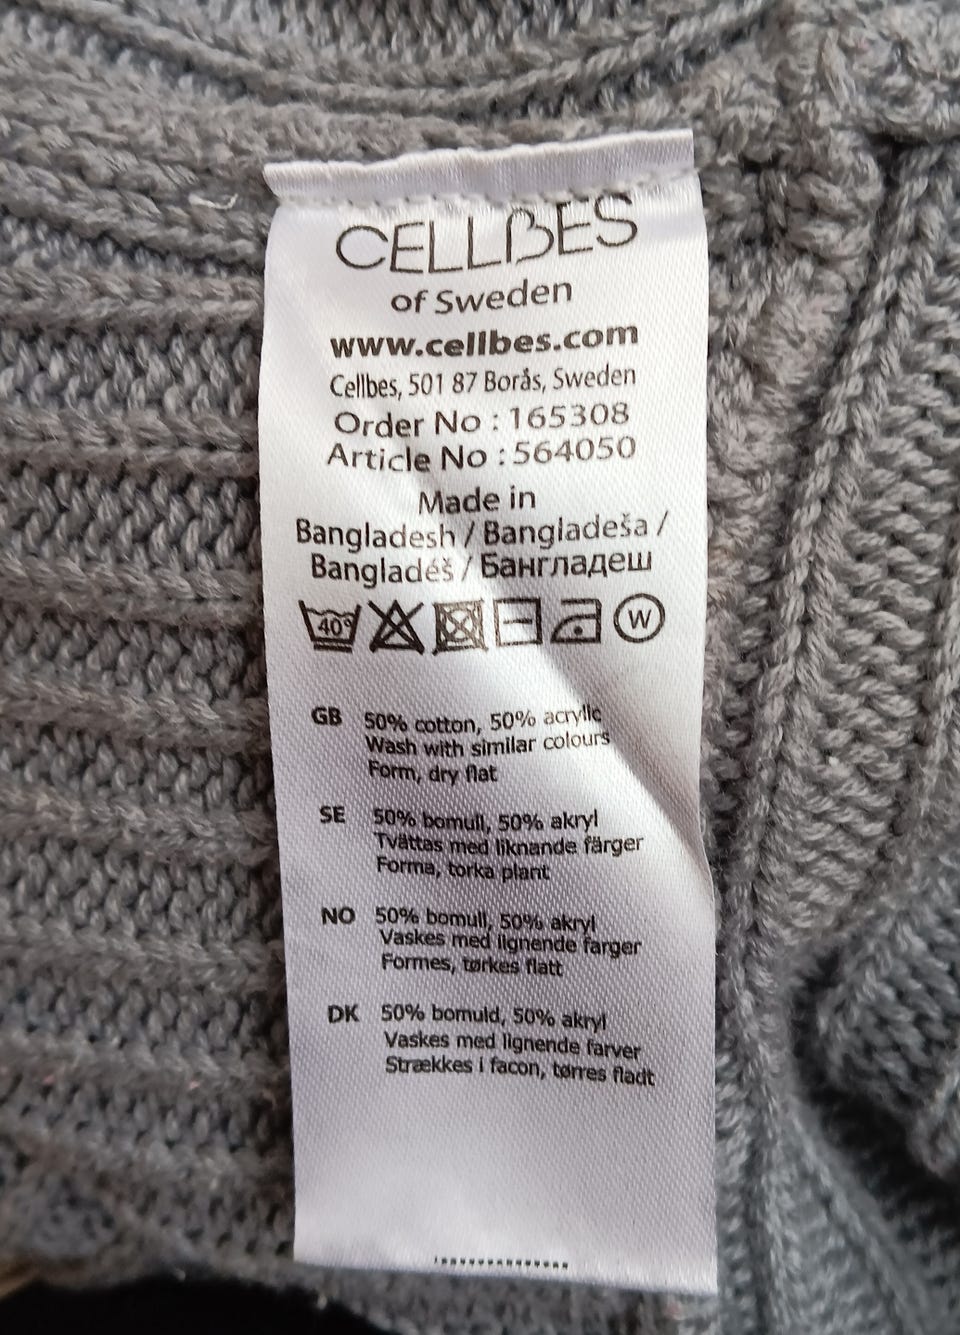 CELLBES
of Sweden
www.cellbes.com
Cellbes, 501 87 Borås, Sweden
Order No : 165308
Article No : 564050
Made in
Bangladesh / Bangladeša /
Bangladéš / Бангладеш
40° W
GB 50% cotton, 50% acrylic
Wash with similar colours
Form, dry flat
SE 50% bomull, 50% akryl
Tvättas med liknande färger
Forma, torka plant
NO 50% bomull, 50% akryl
Vaskes med lignende farger
Formes, tørkes flatt
DK 50% bomuld, 50% akryl
Vaskes med lignende farver
Strækkes i facon, tørres fladt